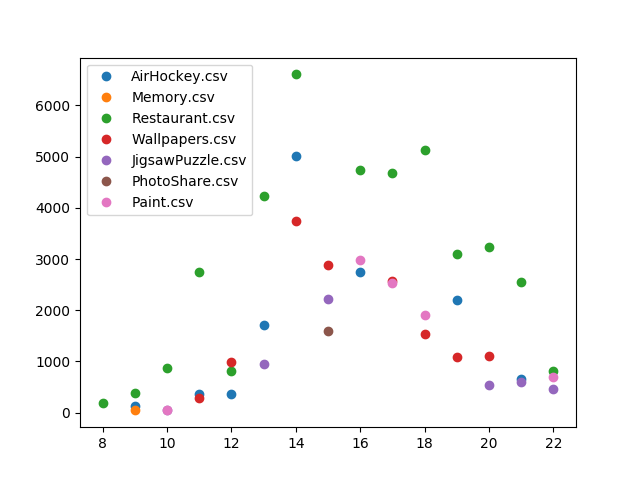 AirHockey.csv
Memory.csv
Restaurant.csv
Wallpapers.csv
JigsawPuzzle.csv
PhotoShare.csv
Paint.csv
6000
5000
4000
3000
2000
1000
0
8 10 12 14 16 18 20 22